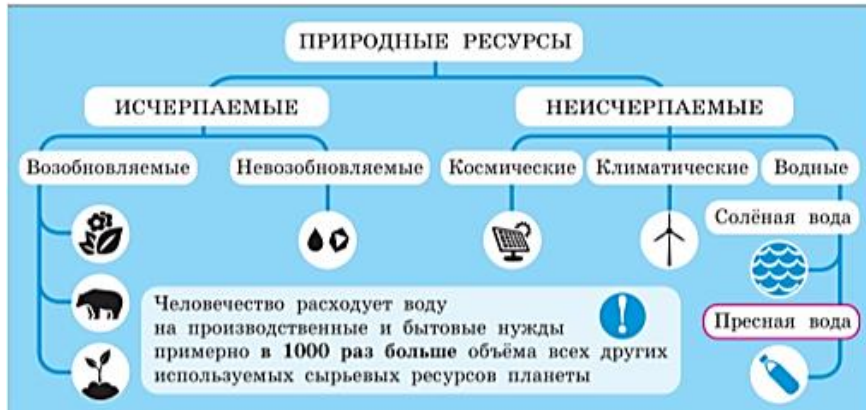 ПРИРОДНЫЕ РЕСУРСЫ
ИСЧЕРПАЕМЫЕ
НЕИСЧЕРПАЕМЫЕ
Возобновляемые
Невозобновляемые
Космические
Климатические
Водные
Солёная вода
Пресная вода
Человечество расходует воду
на производственные и бытовые нужды
примерно в 1000 раз больше объёма всех других
используемых сырьевых ресурсов планеты
!